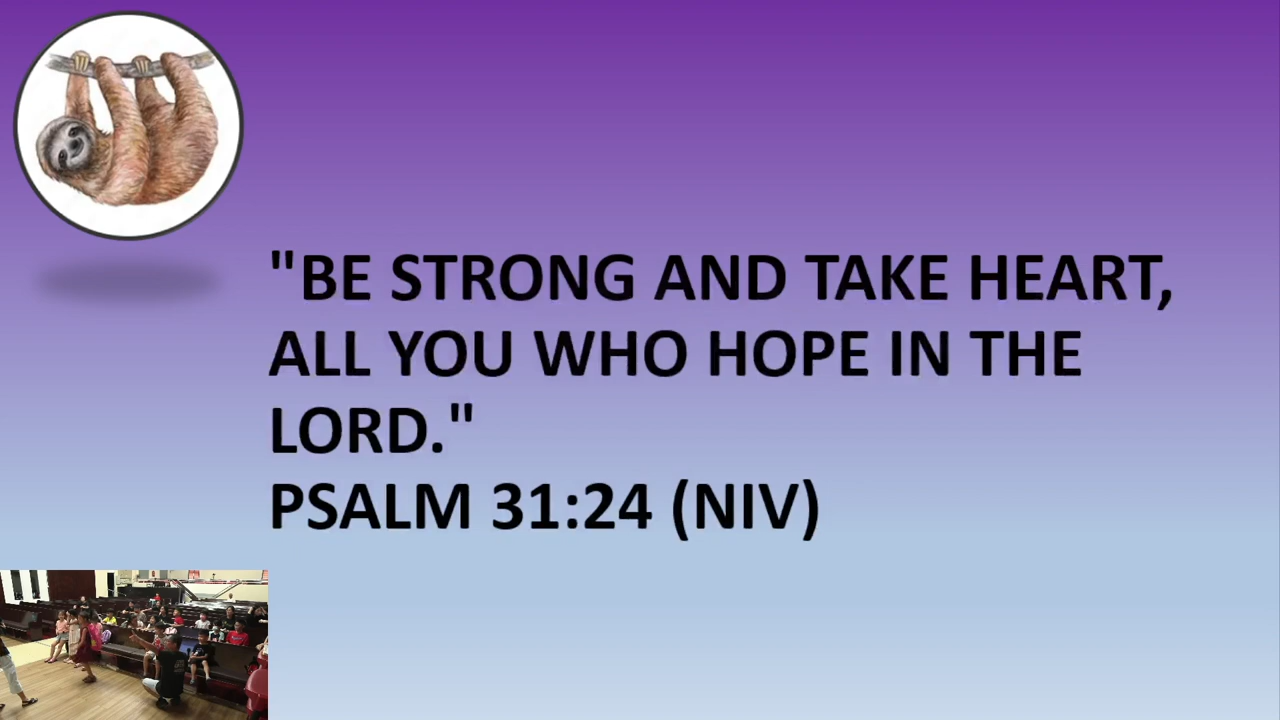 "BE STRONG AND TAKE HEART,
ALL YOU WHO HOPE IN THE
LORD."
PSALM 31:24 (NIV)